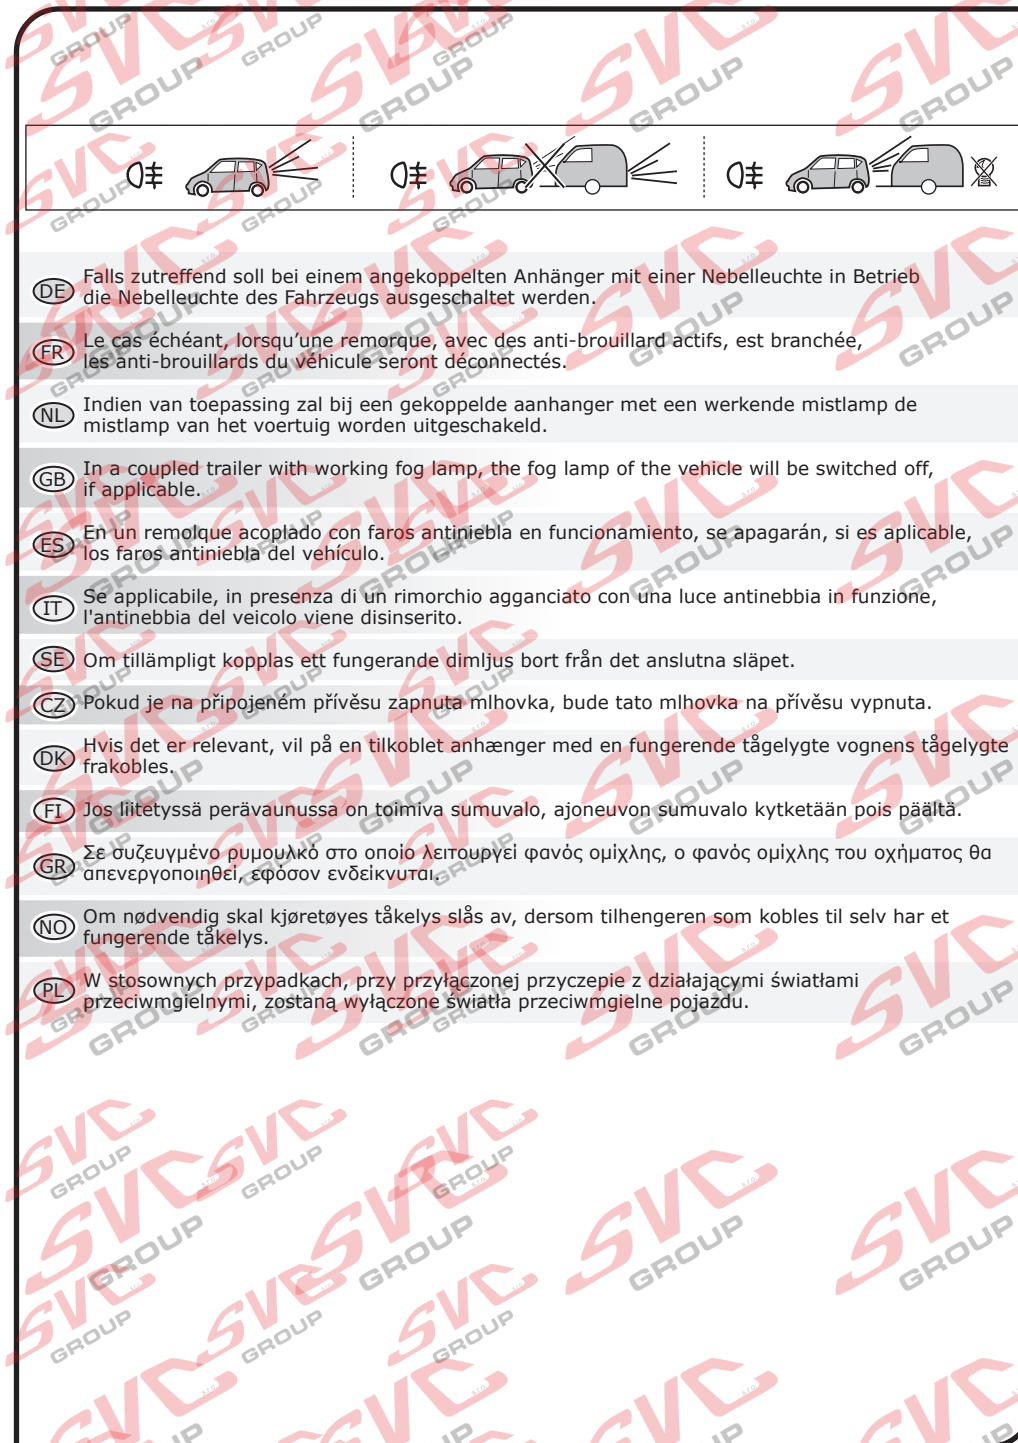 DE
Falls zutreffend soll bei einem angekoppelten Anhänger mit einer Nebelleuchte in Betrieb
die Nebelleuchte des Fahrzeugs ausgeschaltet werden.
FR
Le cas échéant, lorsqu’une remorque, avec des anti-brouillard actifs, est branchée,
les anti-brouillards du véhicule seront déconnectés.
NL
Indien van toepassing zal bij een gekoppelde aanhanger met een werkende mistlamp de
mistlamp van het voertuig worden uitgeschakeld.
GB
In a coupled trailer with working fog lamp, the fog lamp of the vehicle will be switched off,
if applicable.
ES
En un remolque acoplado con faros antiniebla en funcionamiento, se apagarán, si es aplicable,
los faros antiniebla del vehículo.
IT
Se applicabile, in presenza di un rimorchio agganciato con una luce antinebbia in funzione,
l'antinebbia del veicolo viene disinserito.
SE
Om tillämpligt kopplas ett fungerande dimljus bort från det anslutna släpet.
CZ
Pokud je na připojeném přívěsu zapnuta mlhovka, bude tato mlhovka na přívěsu vypnuta.
DK
Hvis det er relevant, vil på en tilkoblet anhænger med en fungerende tågelygte vognens tågelygte
frakobles.
FI
Jos liitetyssä perävaunussa on toimiva sumuvalo, ajoneuvon sumuvalo kytketään pois päältä.
GR
Σε συζευγμένο ρυμουλκό στο οποίο λειτουργεί φανός ομίχλης, ο φανός ομίχλης του οχήματος θα
απενεργοποιηθεί, εφόσον ενδείκνυται.
NO
Om nødvendig skal kjøretøyes tåkelys slås av, dersom tilhengeren som kobles til selv har et
fungerende tåkelys.
PL
W stosownych przypadkach, przy przyłączonej przyczepie z działającymi światłami
przeciwmgielnymi, zostaną wyłączone światła przeciwmgielne pojazdu.
SVC
GROUP
s.r.o.